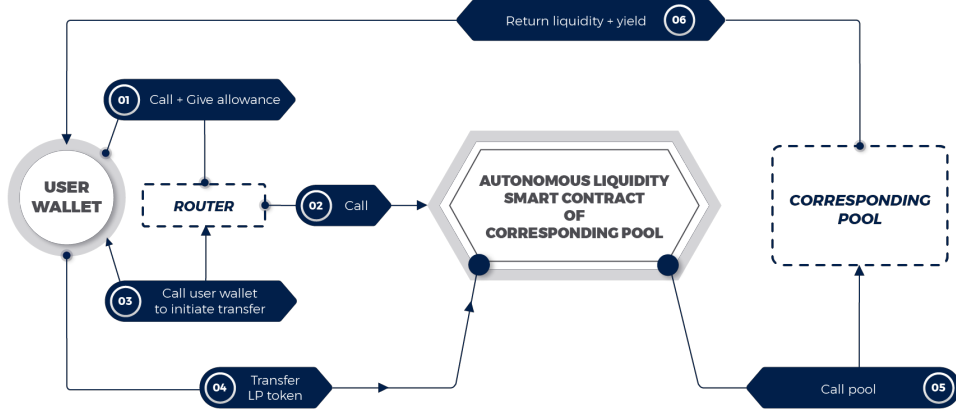 Return liquidity + yield 06
01 Call + Give allowance
USER
WALLET
ROUTER
02 Call
AUTONOMOUS LIQUIDITY
SMART CONTRACT
OF
CORRESPONDING POOL
CORRESPONDING
POOL
03 Call user wallet
to initiate transfer
04 Transfer
LP token
Call pool 05